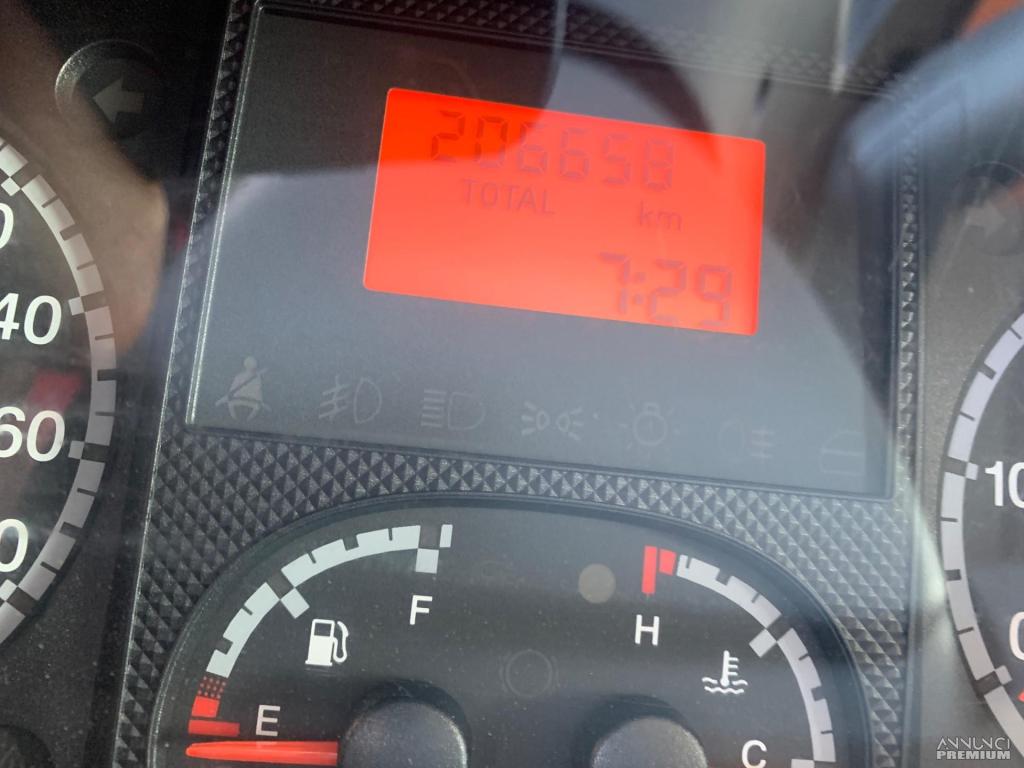 206658
TOTAL km
7:29
40
60
F
H
E
C
ANNUNCI
PREMIUM